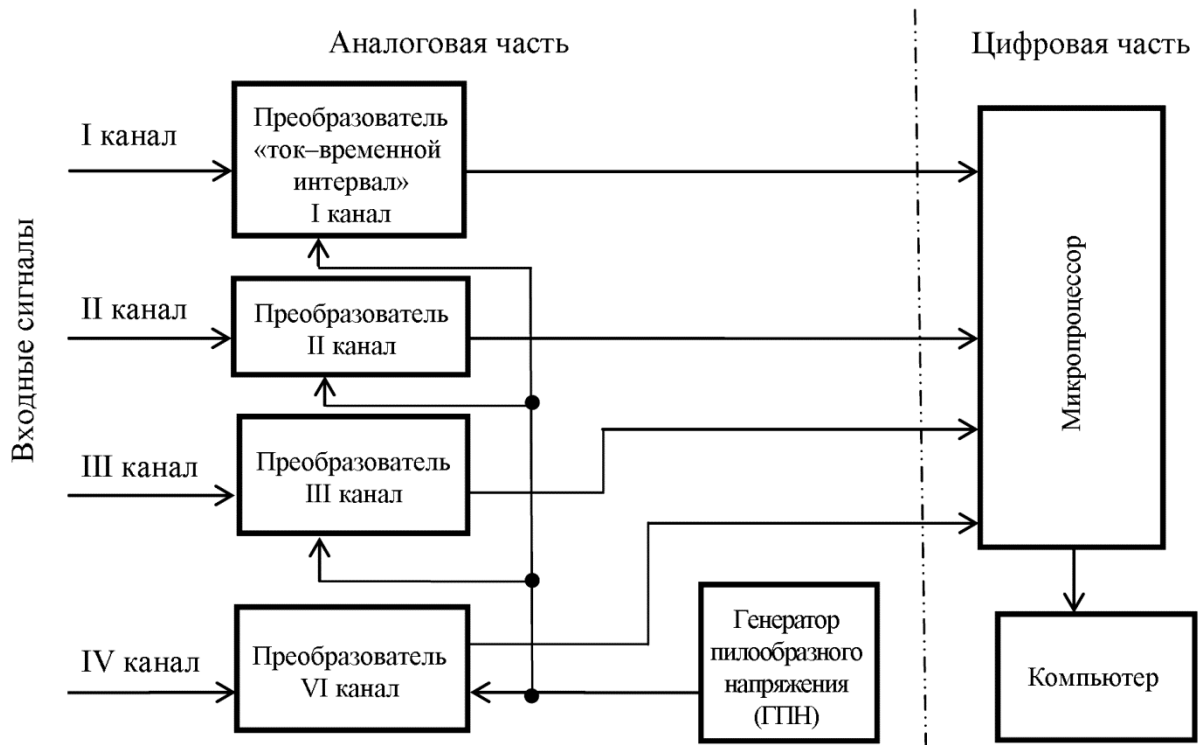 Аналоговая часть
Цифровая часть
Входные сигналы
I канал
Преобразователь
«ток–временной
интервал»
I канал
II канал
Преобразователь
II канал
III канал
Преобразователь
III канал
IV канал
Преобразователь
VI канал
Генератор
пилообразного
напряжения
(ГПН)
Микропроцессор
Компьютер